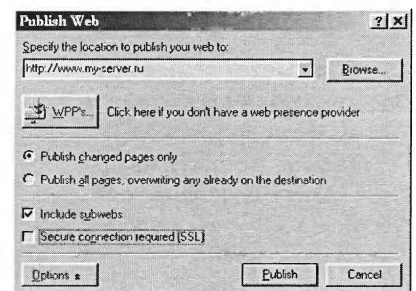 Publish Web
Specify the location to publish your web to:
http://www.my-server.ru
Browse...
WPP's... Click here if you don't have a web presence provider
Publish changed pages only
Publish all pages, overwriting any already on the destination
Include subwebs
Secure connection required (SSL)
Options
Publish
Cancel